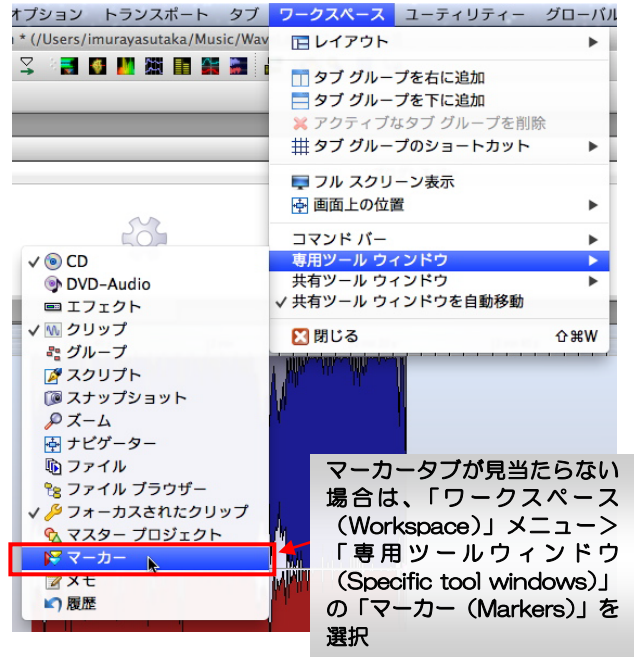 オプション トランスポート タブ ワークスペース ユーティリティー グローバル
* (/Users/imurayasutaka/Music/Wav
レイアウト
タブ グループを右に追加
タブ グループを下に追加
アクティブなタブ グループを削除
タブ グループのショートカット
フル スクリーン表示
画面上の位置
コマンド バー
専用ツール ウィンドウ
共有ツール ウィンドウ
✓ 共有ツール ウィンドウを自動移動
閉じる ⇧⌘W
✓ CD
DVD-Audio
エフェクト
✓ クリップ
グループ
スクリプト
スナップショット
ズーム
ナビゲーター
ファイル
ファイル ブラウザー
✓ フォーカスされたクリップ
マスター プロジェクト
マーカー
メモ
履歴
マーカータブが見当たらない
場合は、「ワークスペース
（Workspace）」メニュー＞
「専用ツールウィンドウ
（Specific tool windows）」
の「マーカー（Markers）」を
選択